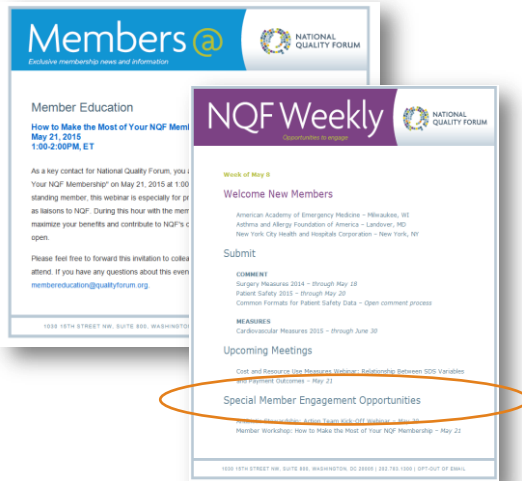 Members@
Exclusive membership news and information
NATIONAL
QUALITY FORUM
Member Education
How to Make the Most of Your NQF Mem
May 21, 2015
1:00-2:00PM, ET
As a key contact for National Quality Forum, you
Your NQF Membership" on May 21, 2015 at 1:00
standing member, this webinar is especially for
as liaisons to NQF. During this hour with the mem
maximize your benefits and contribute to NQF's
open.
Please feel free to forward this invitation to
attend. If you have any questions about this even
membereducation@qualityforum.org.
1030 15TH STREET NW, SUITE 800, WASHINGTON
NQF Weekly
Opportunities to engage
NATIONAL
QUALITY FORUM
Week of May 8
Welcome New Members
American Academy of Emergency Medicine – Milwaukee, WI
Asthma and Allergy Foundation of America – Landover, MD
New York City Health and Hospitals Corporation – New York, NY
Submit
COMMENT
Surgery Measures 2014 – through May 18
Patient Safety 2015 – through May 20
Common Formats for Patient Safety Data – Open comment process
MEASURES
Cardiovascular Measures 2015 – through June 30
Upcoming Meetings
Cost and Resource Use Measures Webinar: Relationship Between SDS Variables
and Payment Outcomes – May 21
Special Member Engagement Opportunities
Action Team Kick-Off Webinar – May
Member Workshop: How to Make the Most of Your NQF Membership – May 21
1030 15TH STREET NW, SUITE 800, WASHINGTON, DC 20005 | 202.783.1300 | OPT-OUT OF EMAIL